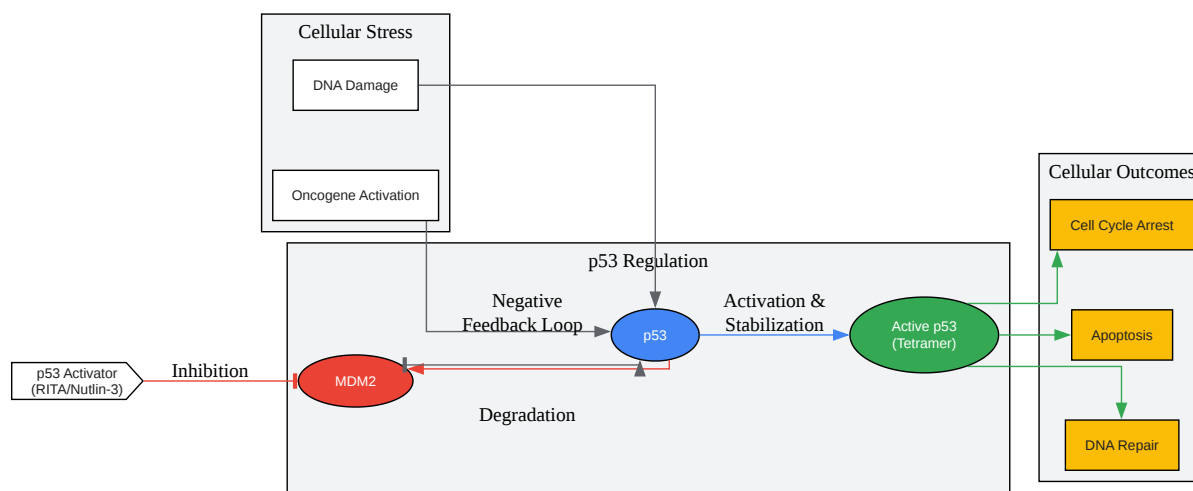 Cellular Stress
DNA Damage
Oncogene Activation
p53 Regulation
Negative
Feedback Loop
Activation &
Stabilization
p53
Active p53
(Tetramer)
p53 Activator
(RITA/Nutlin-3)
Inhibition
MDM2
Degradation
Cellular Outcomes
Cell Cycle Arrest
Apoptosis
DNA Repair